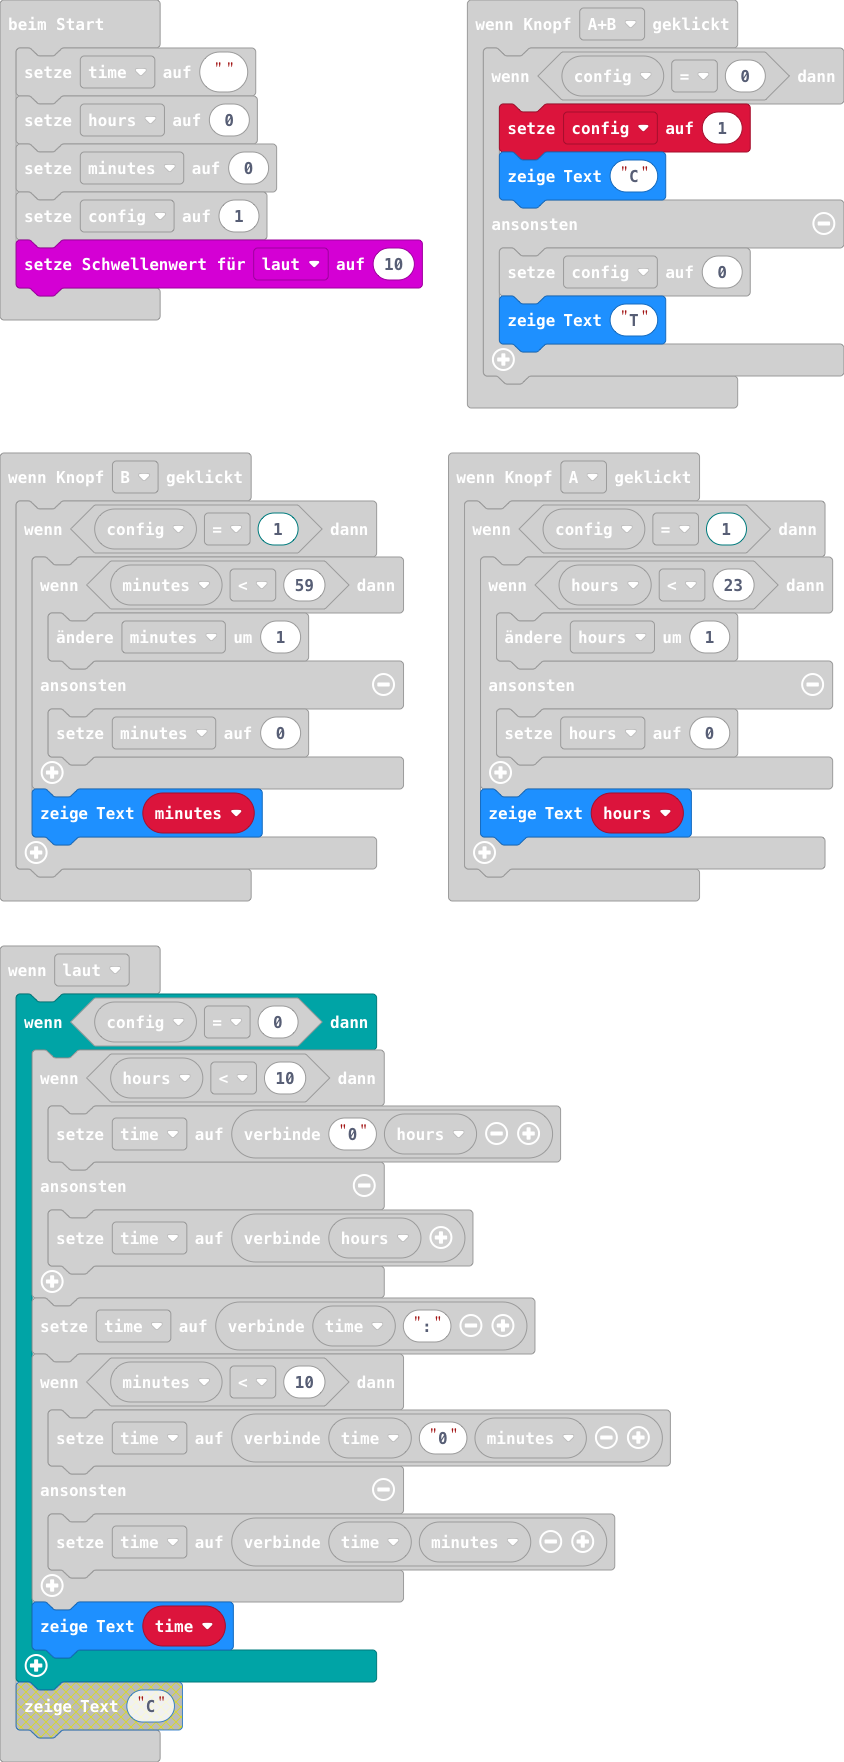 beim Start
setze time auf " "
setze hours auf 0
setze minutes auf 0
setze config auf 1
setze Schwellenwert für laut auf 10
wenn Knopf A+B geklickt
wenn config = 0 dann
setze config auf 1
zeige Text "C"
ansonsten
setze config auf 0
zeige Text "T"
wenn Knopf B geklickt
wenn config = 1 dann
wenn minutes < 59 dann
ändere minutes um 1
ansonsten
setze minutes auf 0
zeige Text minutes
wenn Knopf A geklickt
wenn config = 1 dann
wenn hours < 23 dann
ändere hours um 1
ansonsten
setze hours auf 0
zeige Text hours
wenn laut
wenn config = 0 dann
wenn hours < 10 dann
setze time auf verbinde "0" hours
ansonsten
setze time auf verbinde hours
setze time auf verbinde time ":"
wenn minutes < 10 dann
setze time auf verbinde time "0" minutes
ansonsten
setze time auf verbinde time minutes
zeige Text time
zeige Text "C"